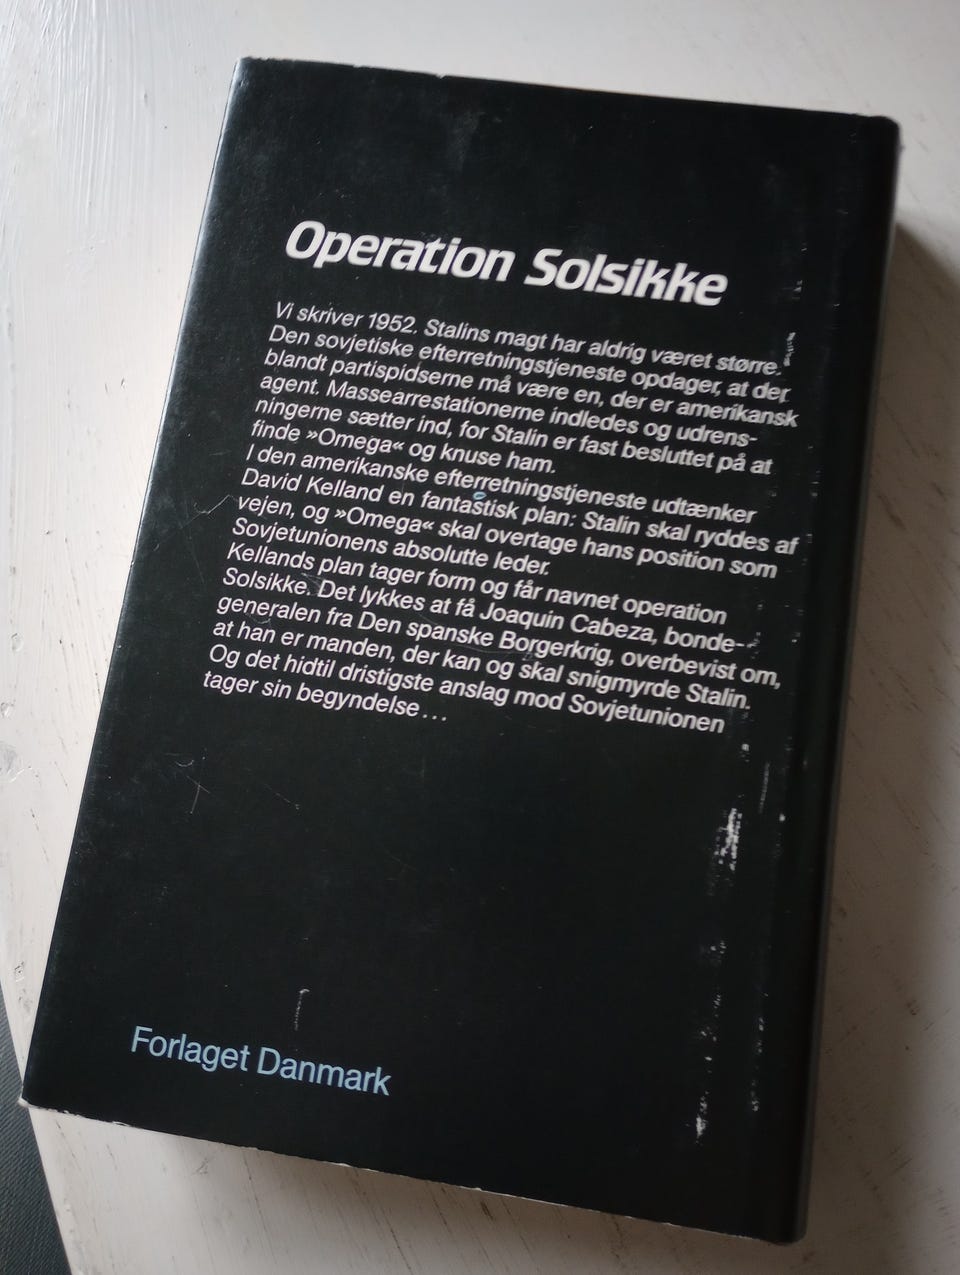 Operation Solsikke
Vi skriver 1952. Stalins magt har aldrig været større.
Den sovjetiske efterretningstjeneste opdager, at der
blandt partispidserne må være en, der er amerikansk
agent. Massearrestationerne indledes og udrens-
ningerne sætter ind, for Stalin er fast besluttet på at
finde »Omega« og knuse ham.
I den amerikanske efterretningstjeneste udtænker
David Kelland en fantastisk plan: Stalin skal ryddes af
vejen, og »Omega« skal overtage hans position som
Sovjetunionens absolutte leder.
Kellands plan tager form og får navnet operation
Solsikke. Det lykkes at få Joaquin Cabeza, bonde-
generalen fra Den spanske Borgerkrig, overbevist om,
at han er manden, der kan og skal snigmyrde Stalin.
Og det hidtil dristigste anslag mod Sovjetunionen
tager sin begyndelse...
Forlaget Danmark